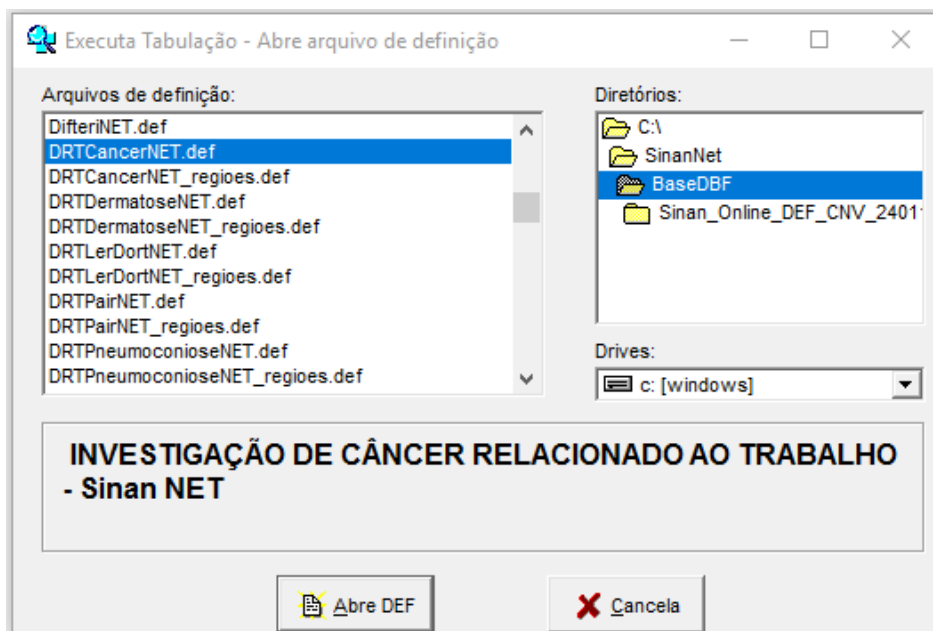 Executa Tabulação - Abre arquivo de definição
Arquivos de definição:
DifteriNET.def
DRTCancerNET.def
DRTCancerNET_regioes.def
DRTDermatoseNET.def
DRTDermatoseNET_regioes.def
DRTLerDortNET.def
DRTLerDortNET_regioes.def
DRTPairNET.def
DRTPairNET_regioes.def
DRTPneumoconioseNET.def
DRTPneumoconioseNET_regioes.def
Diretórios:
C:\
SinanNet
BaseDBF
Sinan_Online_DEF_CNV_2401
Drives:
c: [windows]
INVESTIGAÇÃO DE CÂNCER RELACIONADO AO TRABALHO
- Sinan NET
Abre DEF
Cancela